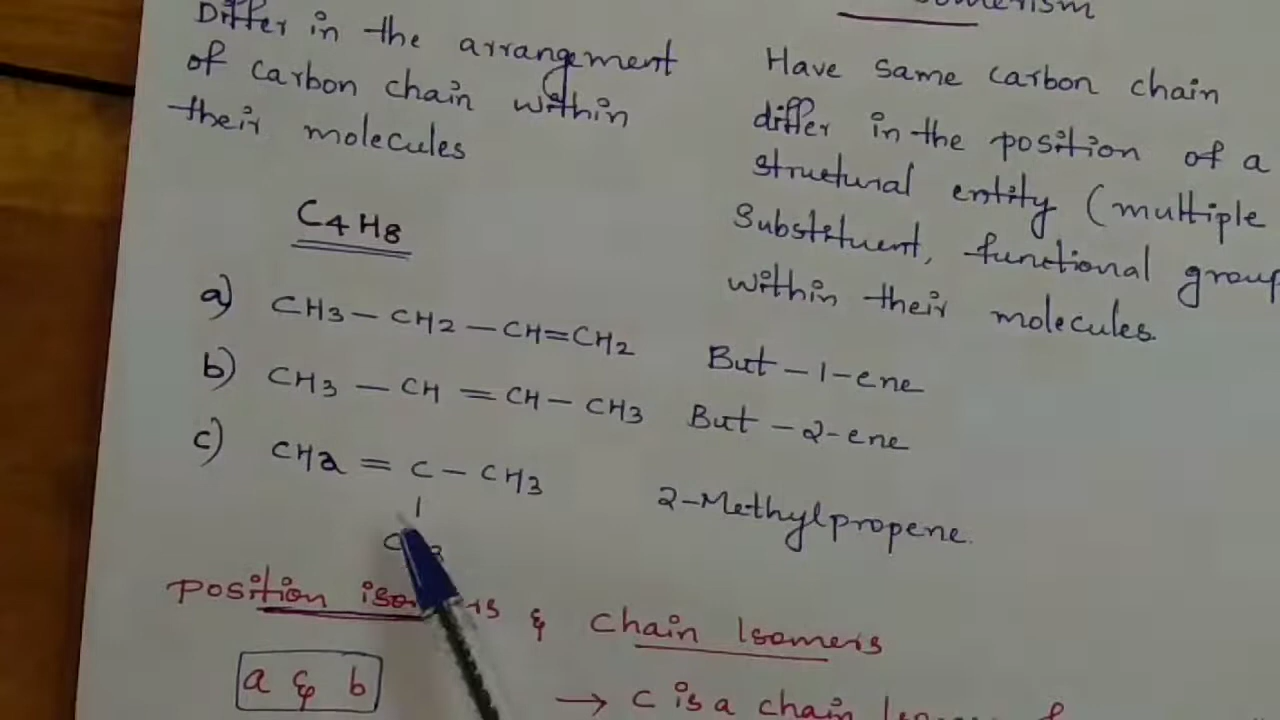 Differ in the arrangement
of carbon chain within
their molecules
Have same carbon chain
differ in the position of a
structural entity (multiple
Substituent, functional group
within their molecules.
C4H8
a) CH3 — CH2 — CH=CH2 But-1-ene
b) CH3 — CH = CH — CH3 But-2-ene
c) CH2 = C — CH3 2-Methylpropene.
|
Position & Chain Isomers
a & b → C is a chain